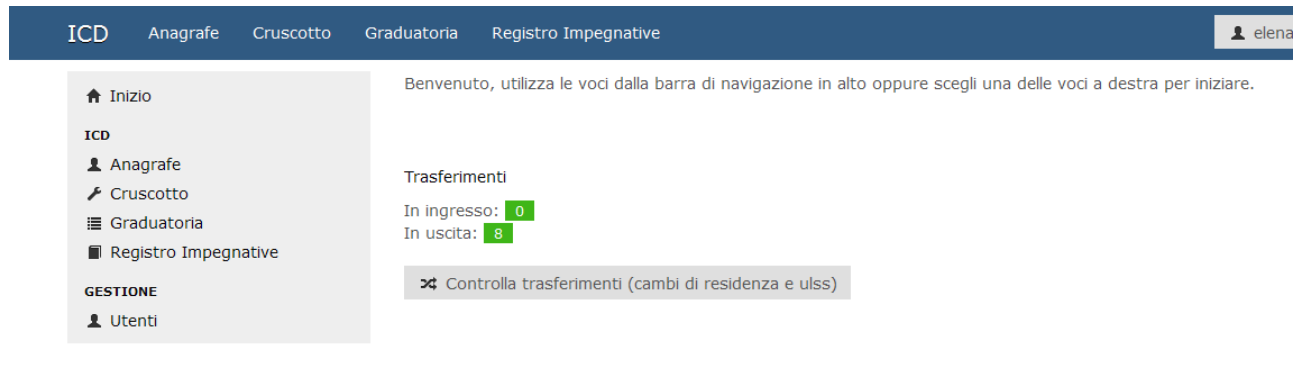 ICD Anagrafe Cruscotto Graduatoria Registro Impegnative elena
Inizio
ICD
Anagrafe
Cruscotto
Graduatoria
Registro Impegnative
GESTIONE
Utenti
Benvenuto, utilizza le voci dalla barra di navigazione in alto oppure scegli una delle voci a destra per iniziare.
Trasferimenti
In ingresso: 0
In uscita: 8
Controlla trasferimenti (cambi di residenza e ulss)